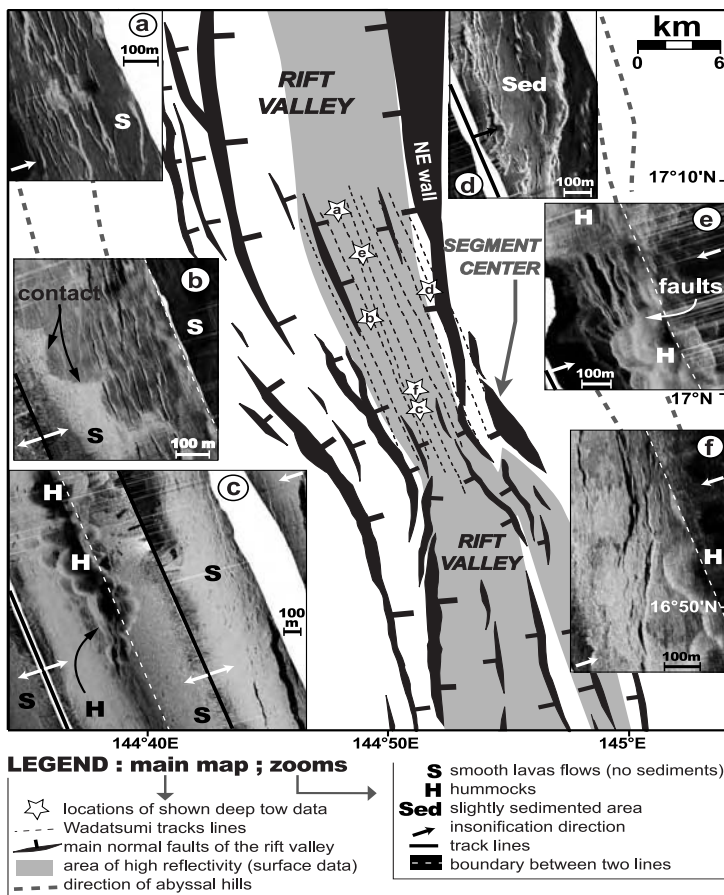 a
100m
S
RIFT
VALLEY
NE wall
Sed
d
100m
km
0 6
17°10'N
b
contact
S
S
100 m
a
e
d
b
f
c
SEGMENT
CENTER
H
e
faults
H
100m
17°N
c
H
H
S
100
m
S
H
S
RIFT
VALLEY
f
H
16°50'N
100m
144°40E
144°50E
145°E
LEGEND : main map ; zooms
locations of shown deep tow data
Wadatsumi tracks lines
main normal faults of the rift valley
area of high reflectivity (surface data)
direction of abyssal hills
S smooth lavas flows (no sediments)
H hummocks
Sed slightly sedimented area
insonification direction
track lines
boundary between two lines